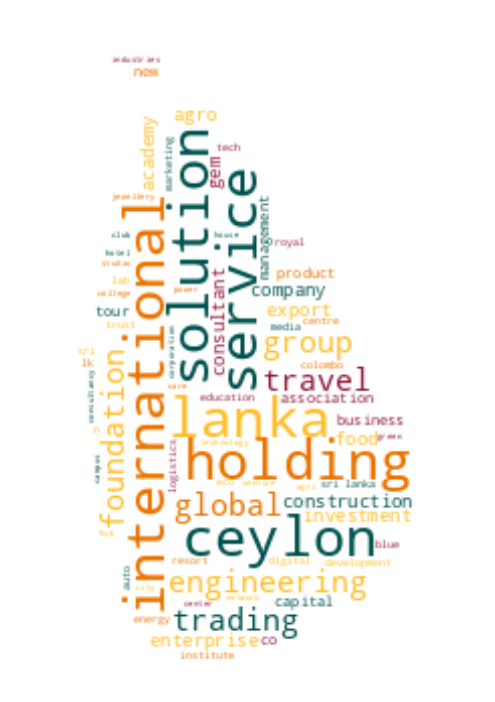 industries
new
agro
academy
marketing
tech
gem
solution
service
jewellery
international
management
club
house
royal
hotel
studio
consultant
product
lab
power
company
college
tour
export
trust
media
centre
corporation
group
sri
lk
foundation
colombo
travel
care
consultancy
education
association
lanka
business
technology
food
green
holding
campus
logistics
eco
venture
agri
sri lanka
global
construction
investment
hub
ceylon
blue
resort
digital
development
auto
engineering
city
network
center
capital
energy
trading
enterprise
co
institute